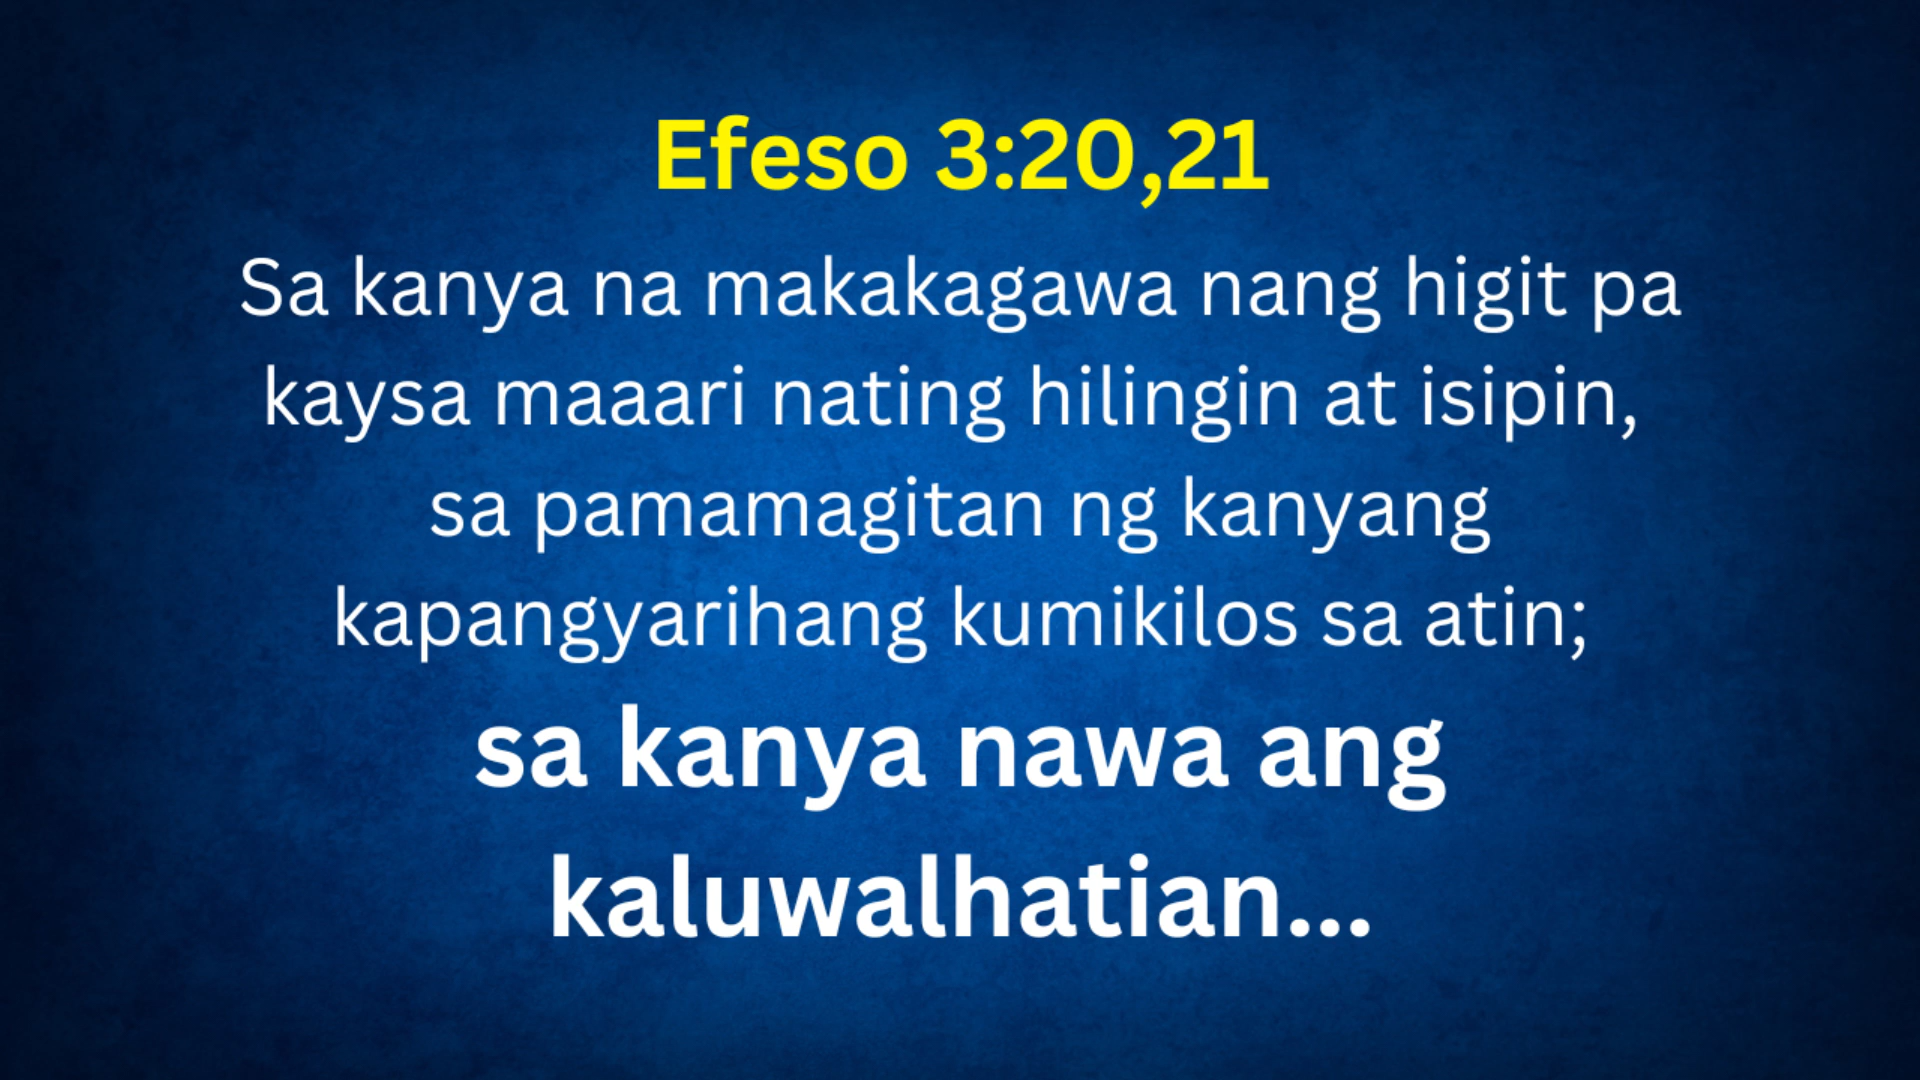 Efeso 3:20,21
Sa kanya na makakagawa nang higit pa
kaysa maaari nating hilingin at isipin,
sa pamamagitan ng kanyang
kapangyarihang kumikilos sa atin;
sa kanya nawa ang
kaluwalhatian...